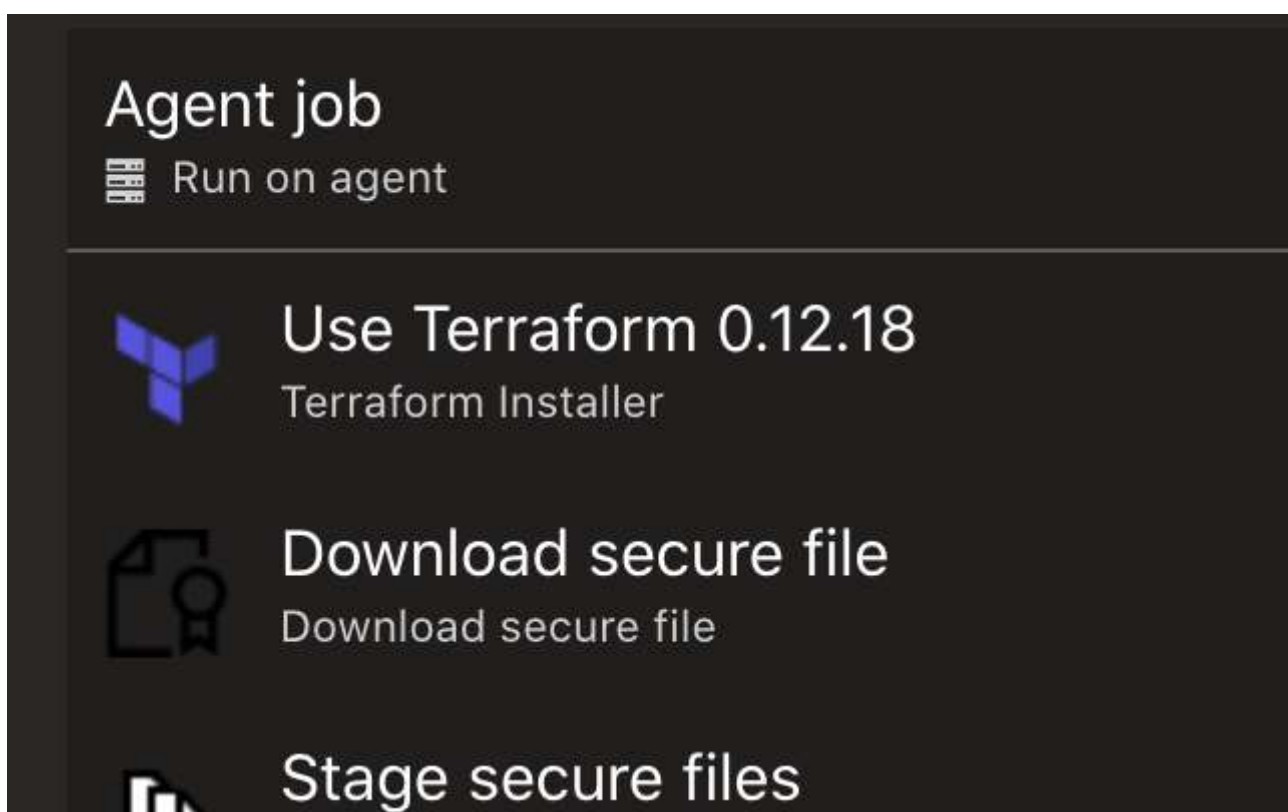 Agent job
Run on agent
Use Terraform 0.12.18
Terraform Installer
Download secure file
Download secure file
Stage secure files